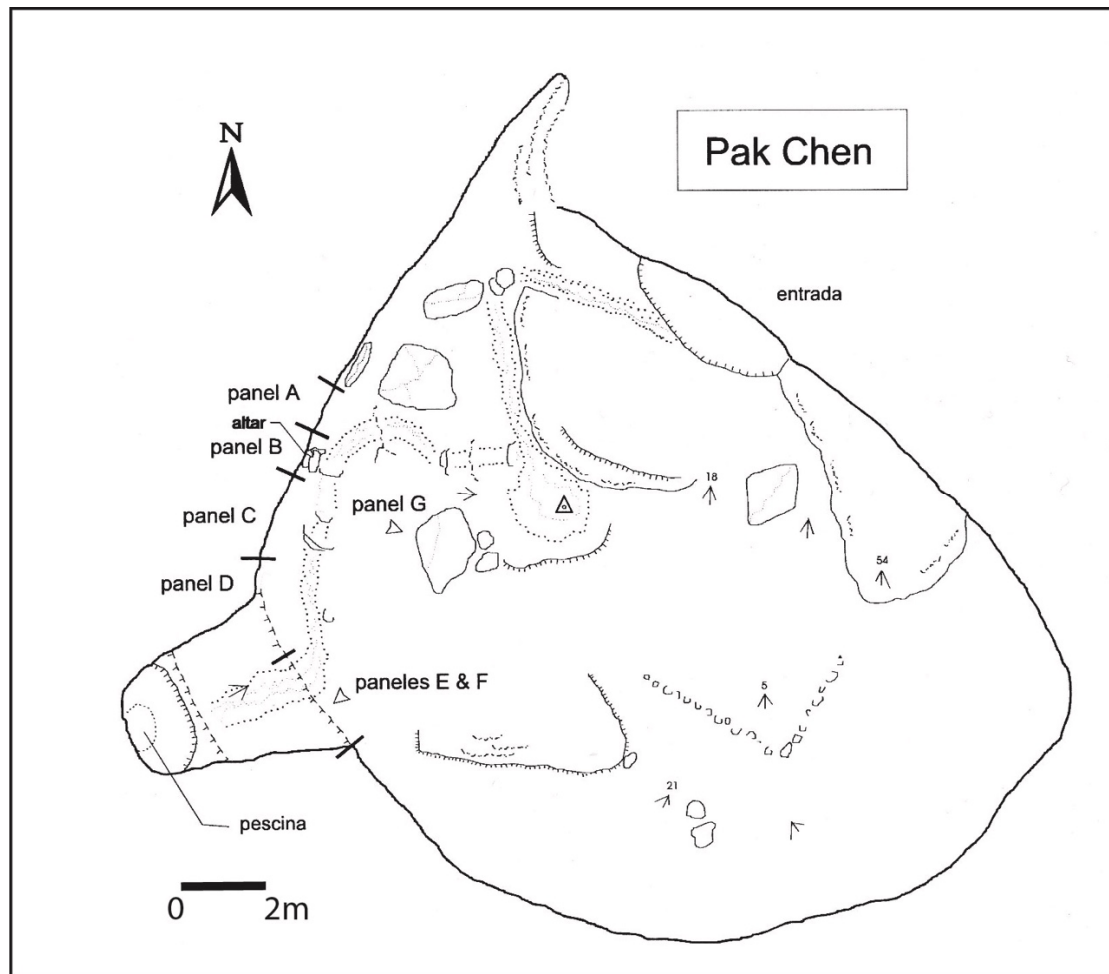 N
Pak Chen
entrada
panel A
altar
panel B
panel C
panel G
18
54
panel D
paneles E & F
5
21
pescina
0 2m